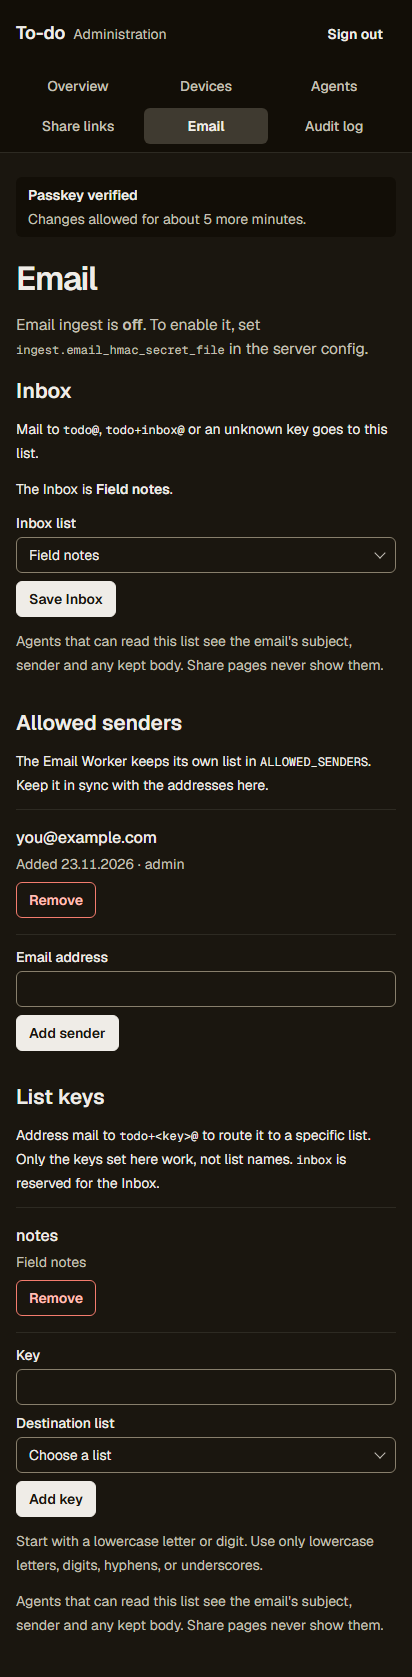 To-do Administration
Sign out
Overview
Devices
Agents
Share links
Email
Audit log
Passkey verified
Changes allowed for about 5 more minutes.
Email
Email ingest is off. To enable it, set
ingest.email_hmac_secret_file in the server config.
Inbox
Mail to todo@, todo+inbox@ or an unknown key goes to this
list.
The Inbox is Field notes.
Inbox list
Field notes
Save Inbox
Agents that can read this list see the email's subject,
sender and any kept body. Share pages never show them.
Allowed senders
The Email Worker keeps its own list in ALLOWED_SENDERS.
Keep it in sync with the addresses here.
you@example.com
Added 23.11.2026 · admin
Remove
Email address
Add sender
List keys
Address mail to todo+<key>@ to route it to a specific list.
Only the keys set here work, not list names. inbox is
reserved for the Inbox.
notes
Field notes
Remove
Key
Destination list
Choose a list
Add key
Start with a lowercase letter or digit. Use only lowercase
letters, digits, hyphens, or underscores.
Agents that can read this list see the email's subject,
sender and any kept body. Share pages never show them.